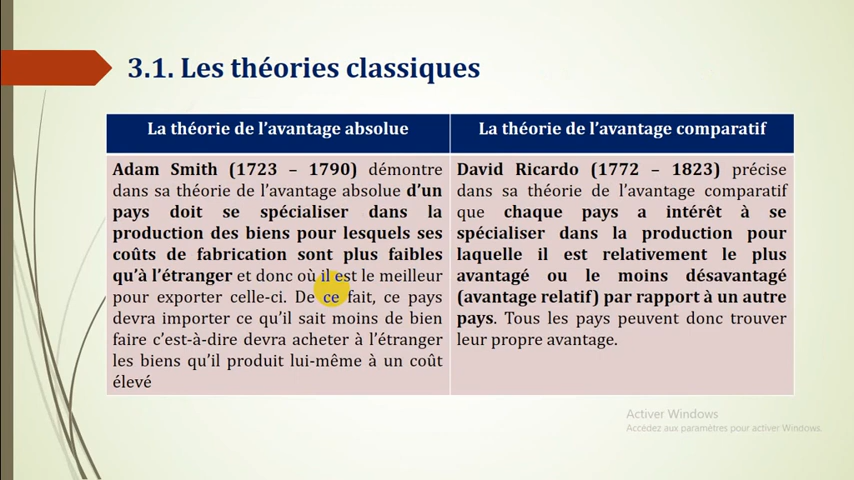 3.1. Les théories classiques
La théorie de l’avantage absolue
Adam Smith (1723 – 1790) démontre
dans sa théorie de l’avantage absolue d’un
pays doit se spécialiser dans la
production des biens pour lesquels ses
coûts de fabrication sont plus faibles
qu’à l’étranger et donc où il est le meilleur
pour exporter celle-ci. De ce fait, ce pays
devra importer ce qu’il sait moins de bien
faire c’est-à-dire devra acheter à l’étranger
les biens qu’il produit lui-même à un coût
élevé
La théorie de l’avantage comparatif
David Ricardo (1772 – 1823) précise
dans sa théorie de l’avantage comparatif
que chaque pays a intérêt à se
spécialiser dans la production pour
laquelle il est relativement le plus
avantagé ou le moins désavantagé
(avantage relatif) par rapport à un autre
pays. Tous les pays peuvent donc trouver
leur propre avantage.
Activer Windows
Accédez aux paramètres pour activer Windows.